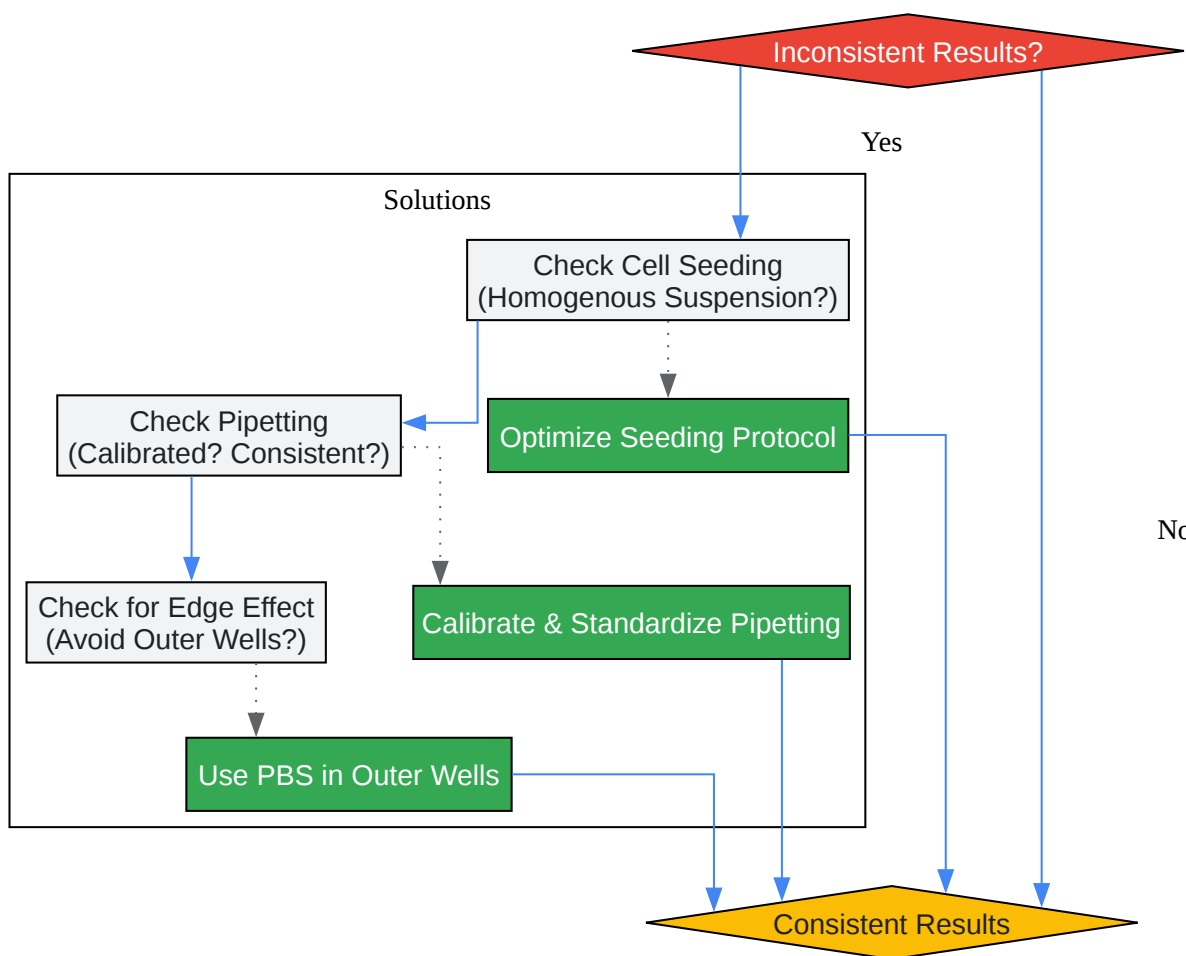 Inconsistent Results?
Yes
Solutions
Check Cell Seeding
(Homogenous Suspension?)
Check Pipetting
(Calibrated? Consistent?)
Optimize Seeding Protocol
No
Check for Edge Effect
(Avoid Outer Wells?)
Calibrate & Standardize Pipetting
Use PBS in Outer Wells
Consistent Results